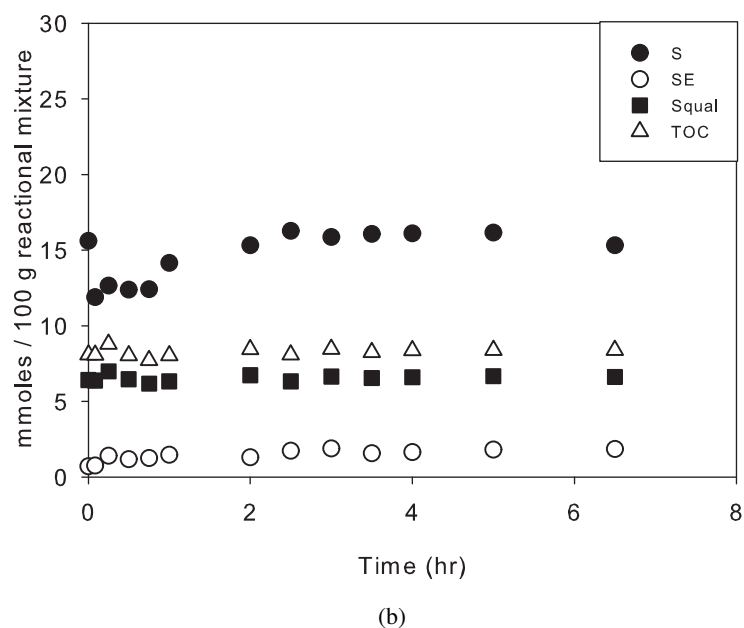 30
25
20
15
10
5
0
mmoles / 100 g reactional mixture
S
SE
Squal
TOC
0 2 4 6 8
Time (hr)
(b)